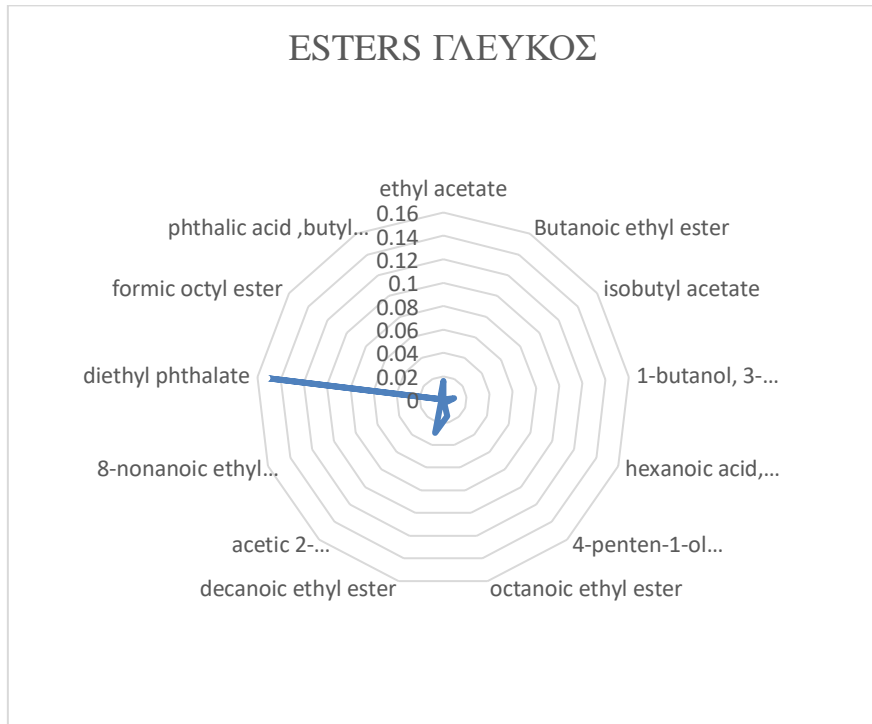 ESTERS ΓΛΕΥΚΟΣ
ethyl acetate
Butanoic ethyl ester
isobutyl acetate
1-butanol, 3-...
hexanoic acid,...
4-penten-1-ol...
octanoic ethyl ester
decanoic ethyl ester
acetic 2-...
8-nonanoic ethyl...
diethyl phthalate
formic octyl ester
phthalic acid ,butyl...
0.16
0.14
0.12
0.1
0.08
0.06
0.04
0.02
0